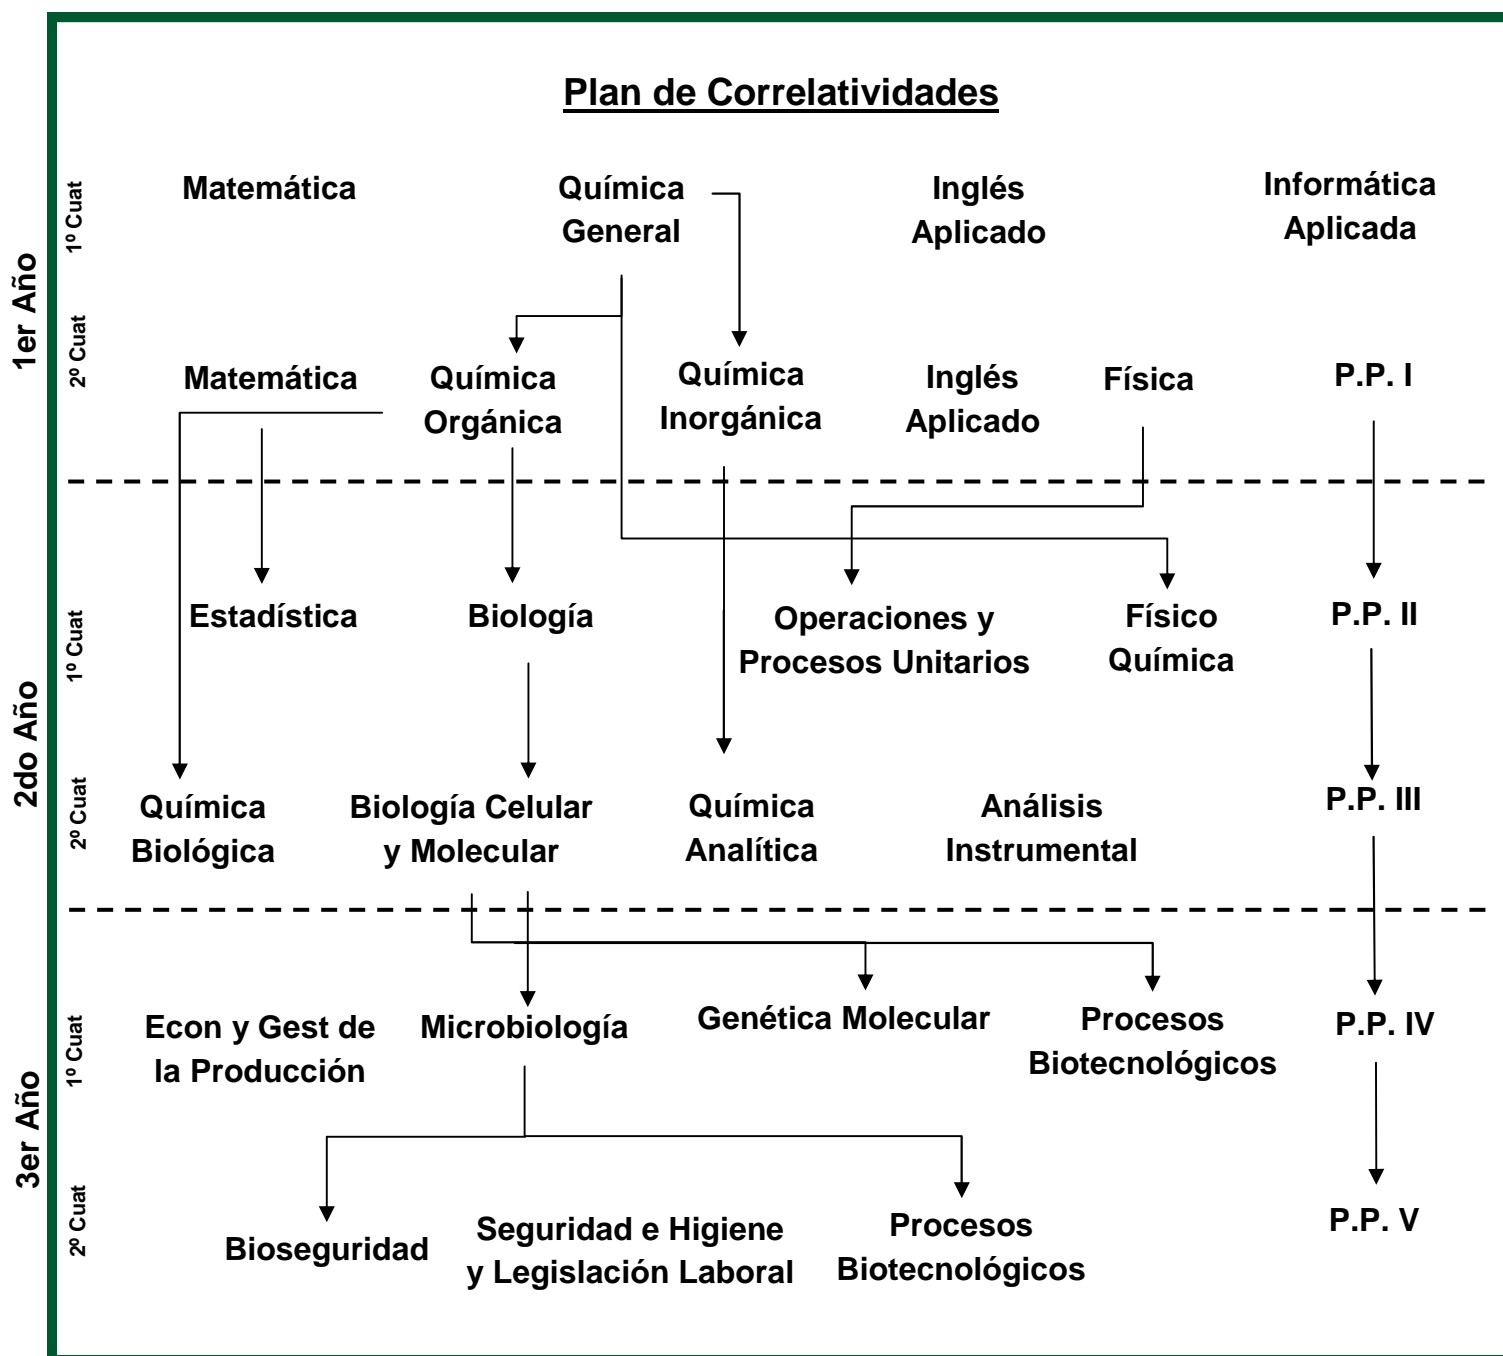 Plan de Correlatividades
1er Año
1º Cuat
Matemática
Química
General
Inglés
Aplicado
Informática
Aplicada
2º Cuat
Matemática
Química
Orgánica
Química
Inorgánica
Inglés
Aplicado
Física
P.P. I
2do Año
1º Cuat
Estadística
Biología
Operaciones y
Procesos Unitarios
Físico
Química
P.P. II
2º Cuat
Química
Biológica
Biología Celular
y Molecular
Química
Analítica
Análisis
Instrumental
P.P. III
3er Año
1º Cuat
Econ y Gest de
la Producción
Microbiología
Genética Molecular
Procesos
Biotecnológicos
P.P. IV
2º Cuat
Bioseguridad
Seguridad e Higiene
y Legislación Laboral
Procesos
Biotecnológicos
P.P. V